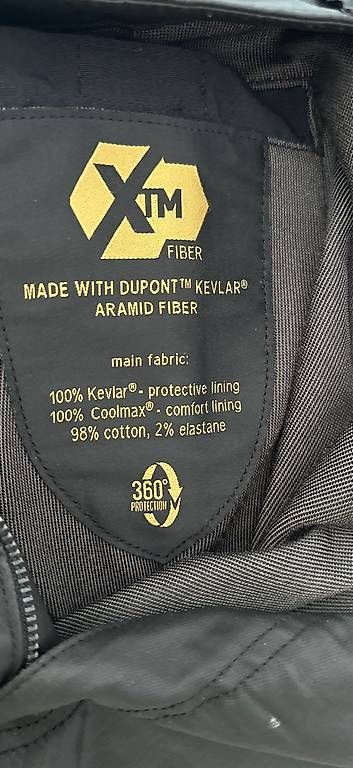 XTM
FIBER
MADE WITH DUPONT™ KEVLAR®
ARAMID FIBER
main fabric:
100% Kevlar® - protective lining
100% Coolmax® - comfort lining
98% cotton, 2% elastane
360°
PROTECTION